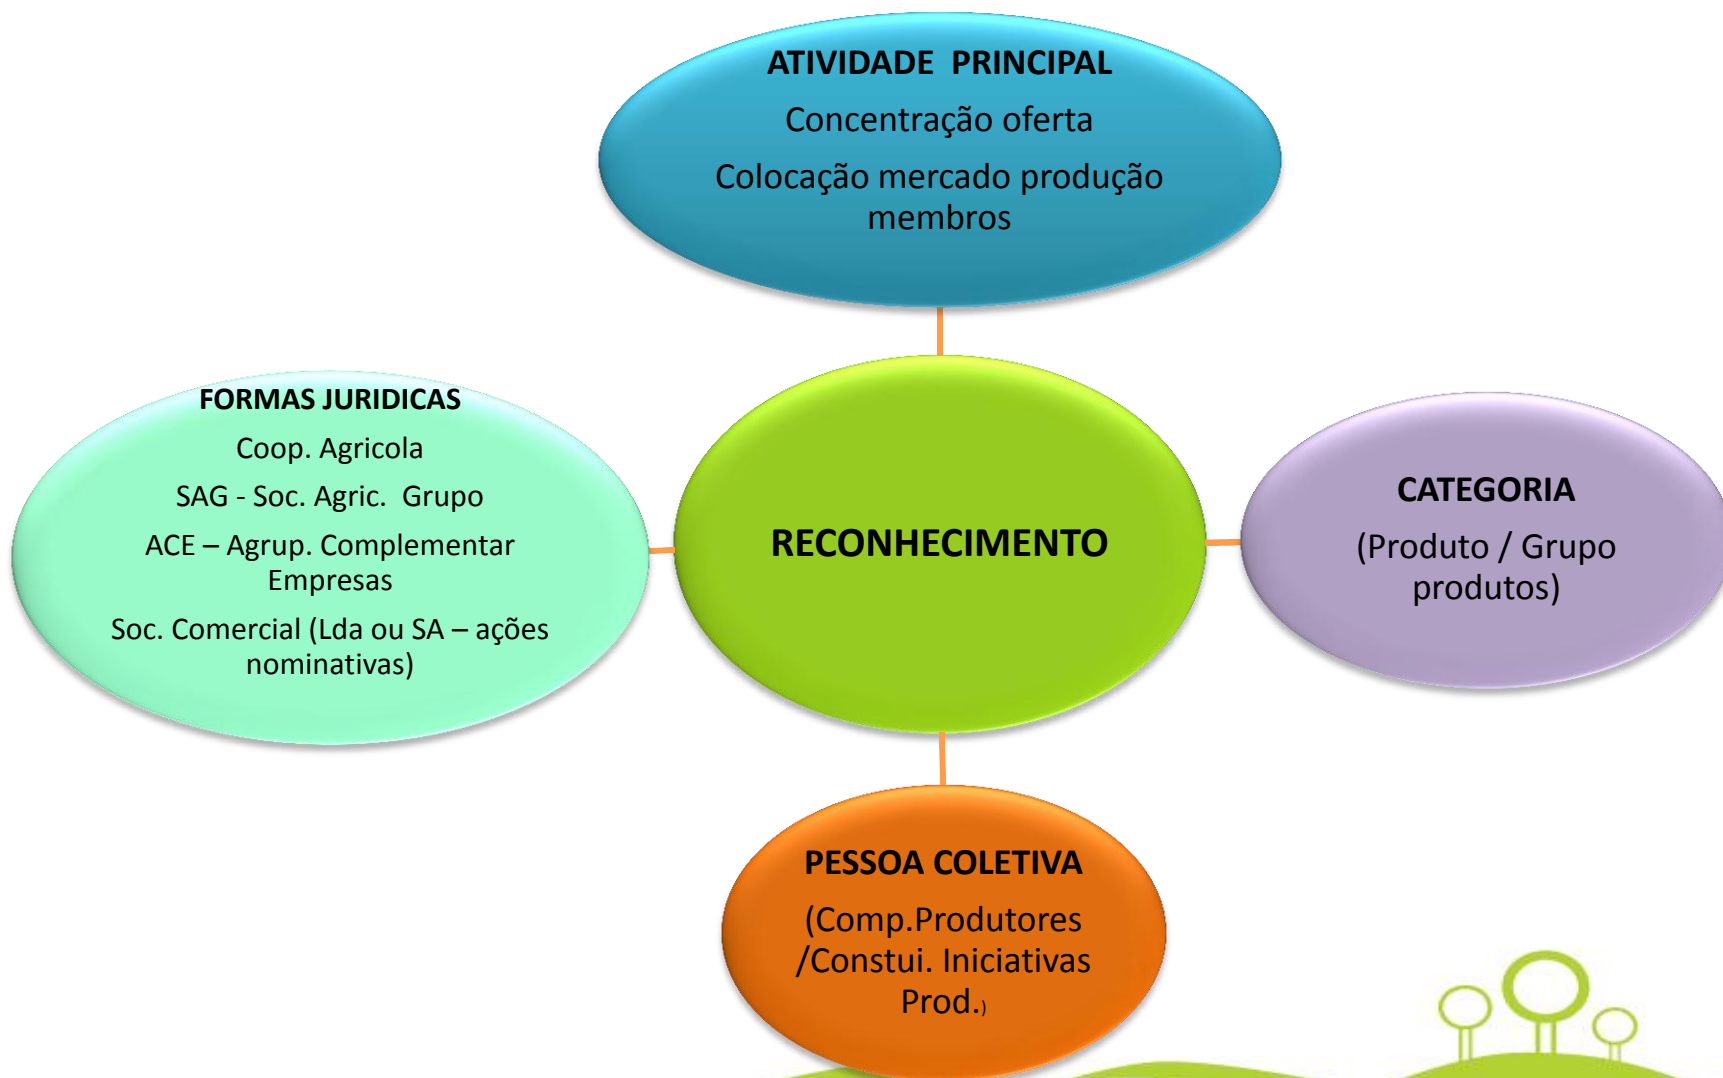 ATIVIDADE PRINCIPAL
Concentração oferta
Colocação mercado produção
membros
FORMAS JURIDICAS
Coop. Agricola
SAG - Soc. Agric. Grupo
ACE – Agrup. Complementar
Empresas
Soc. Comercial (Lda ou SA – ações
nominativas)
RECONHECIMENTO
CATEGORIA
(Produto / Grupo
produtos)
PESSOA COLETIVA
(Comp.Produtores
/Constui. Iniciativas
Prod.)